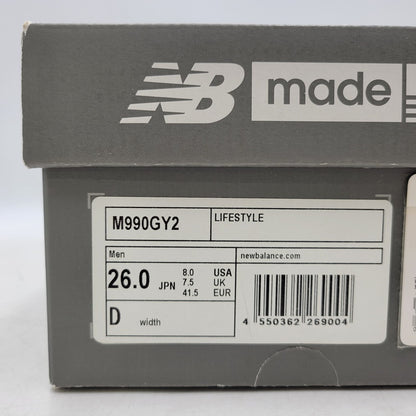 NB made
M990GY2 LIFESTYLE
Men newbalance.com
26.0 JPN 8.0 USA
7.5 UK
41.5 EUR
D width
4 550362 269004